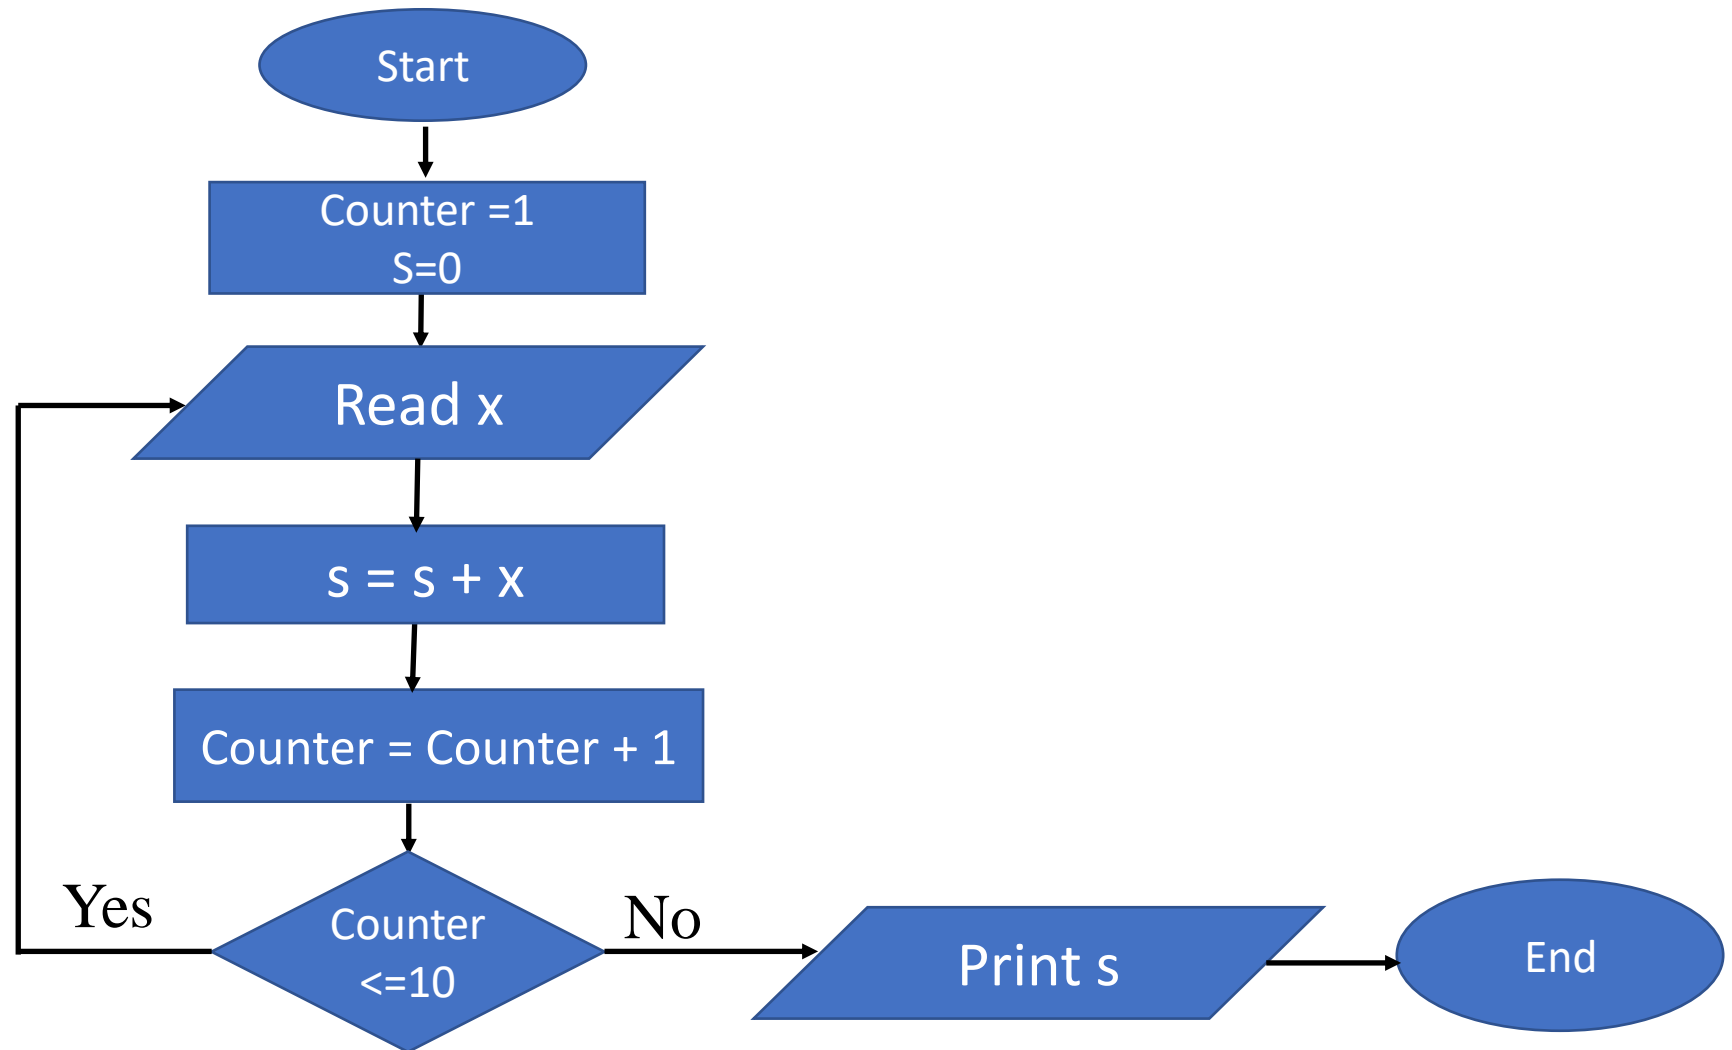 Start
Counter =1
S=0
Read x
s = s + x
Counter = Counter + 1
Counter
<=10
Yes
No
Print s
End